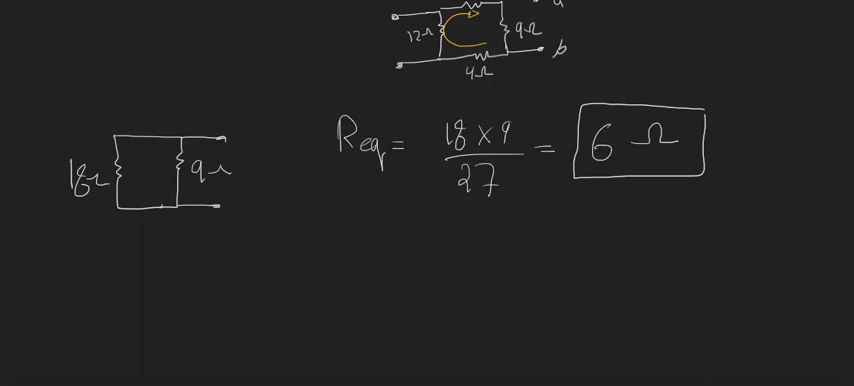 12Ω
9Ω
b
4Ω
Req = 18 × 9 / 27 = 6 Ω
18Ω
9Ω